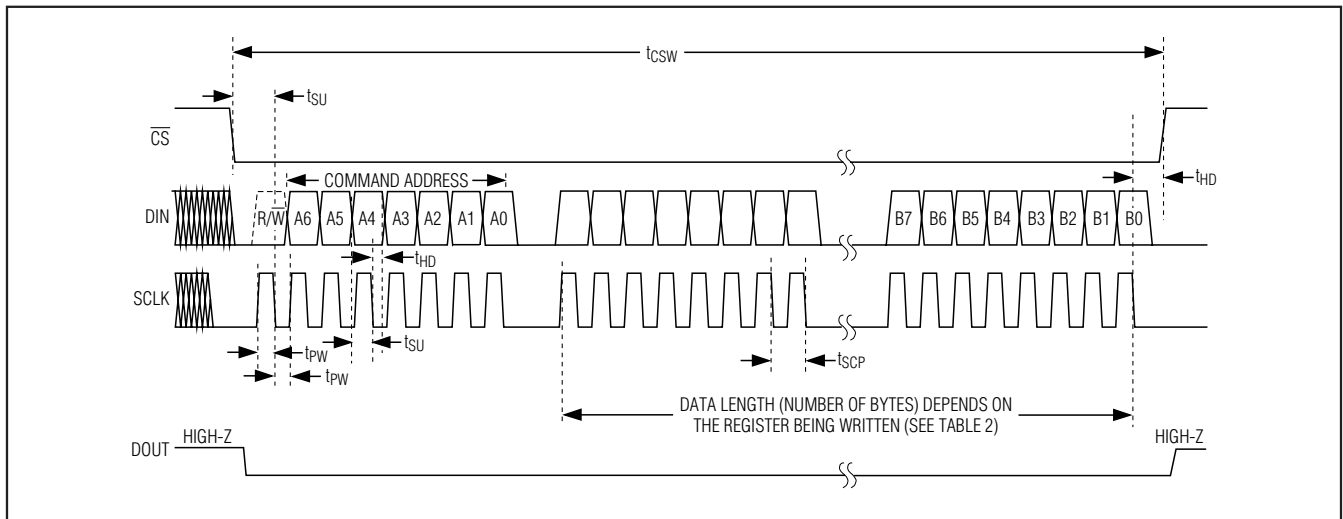 tCSW
tSU
CS
COMMAND ADDRESS
tHD
DIN
R/W A6 A5 A4 A3 A2 A1 A0
B7 B6 B5 B4 B3 B2 B1 B0
tHD
SCLK
tSU
tPW
tSCP
tPW
DATA LENGTH (NUMBER OF BYTES) DEPENDS ON
THE REGISTER BEING WRITTEN (SEE TABLE 2)
HIGH-Z
HIGH-Z
DOUT